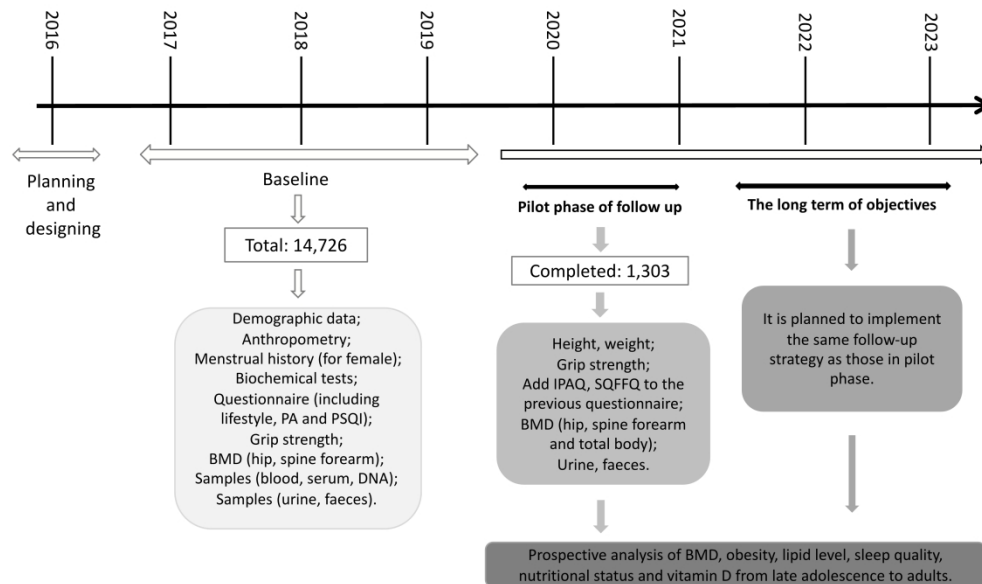 2016
2017
2018
2019
2020
2021
2022
2023
Planning
and
designing
Baseline
Total: 14,726
Demographic data;
Anthropometry;
Menstrual history (for female);
Biochemical tests;
Questionnaire (including
lifestyle, PA and PSQI);
Grip strength;
BMD (hip, spine forearm);
Samples (blood, serum, DNA);
Samples (urine, faeces).
Pilot phase of follow up
Completed: 1,303
Height, weight;
Grip strength;
Add IPAQ, SQFFQ to the
previous questionnaire;
BMD (hip, spine forearm
and total body);
Urine, faeces.
The long term of objectives
It is planned to implement
the same follow-up
strategy as those in pilot
phase.
Prospective analysis of BMD, obesity, lipid level, sleep quality,
nutritional status and vitamin D from late adolescence to adults.